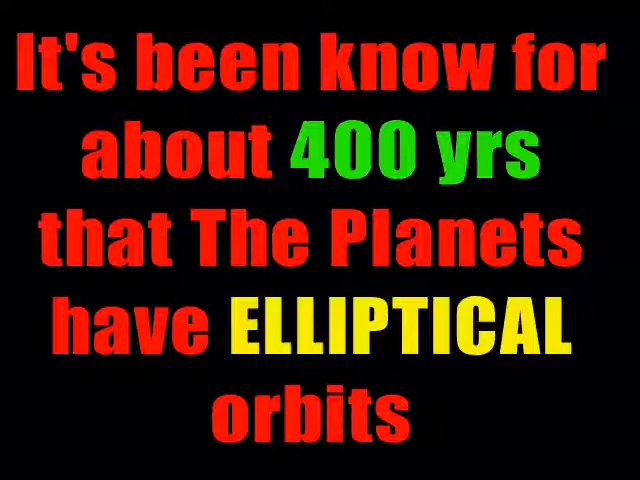 It's been know for
about 400 yrs
that The Planets
have ELLIPTICAL
orbits